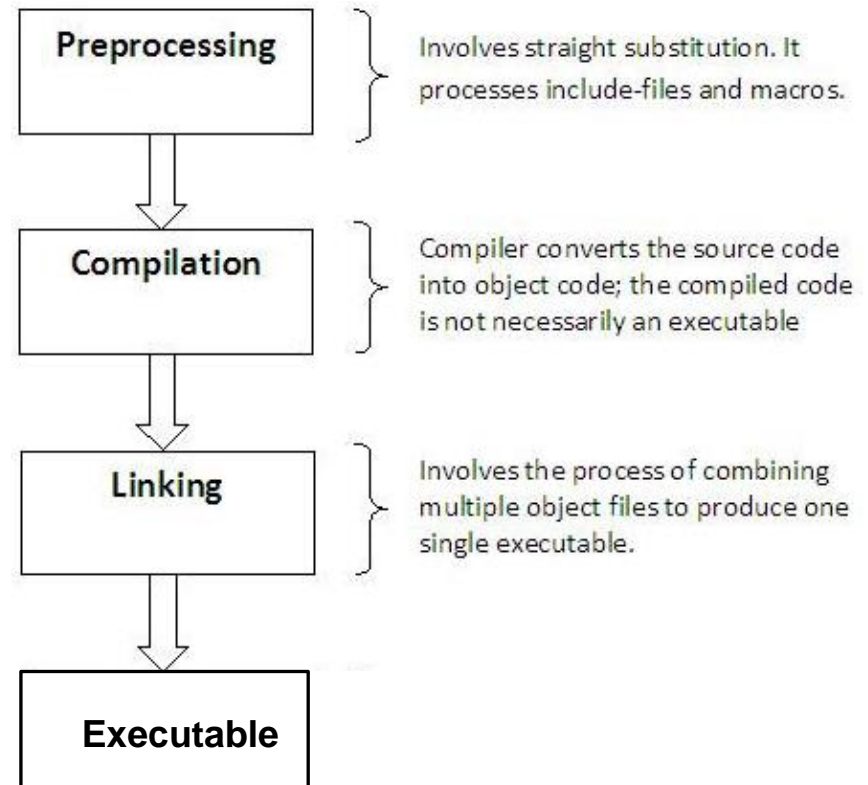 Preprocessing
Involves straight substitution. It
processes include-files and macros.
Compilation
Compiler converts the source code
into object code; the compiled code
is not necessarily an executable
Linking
Involves the process of combining
multiple object files to produce one
single executable.
Executable